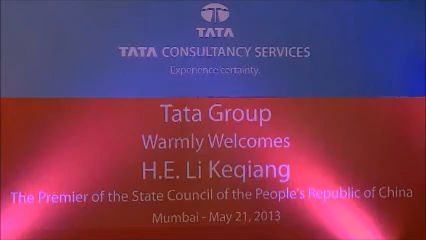 TATA
TATA CONSULTANCY SERVICES
Experience certainty.
Tata Group
Warmly Welcomes
H.E. Li Keqiang
The Premier of the State Council of the People's Republic of China
Mumbai - May 21, 2013